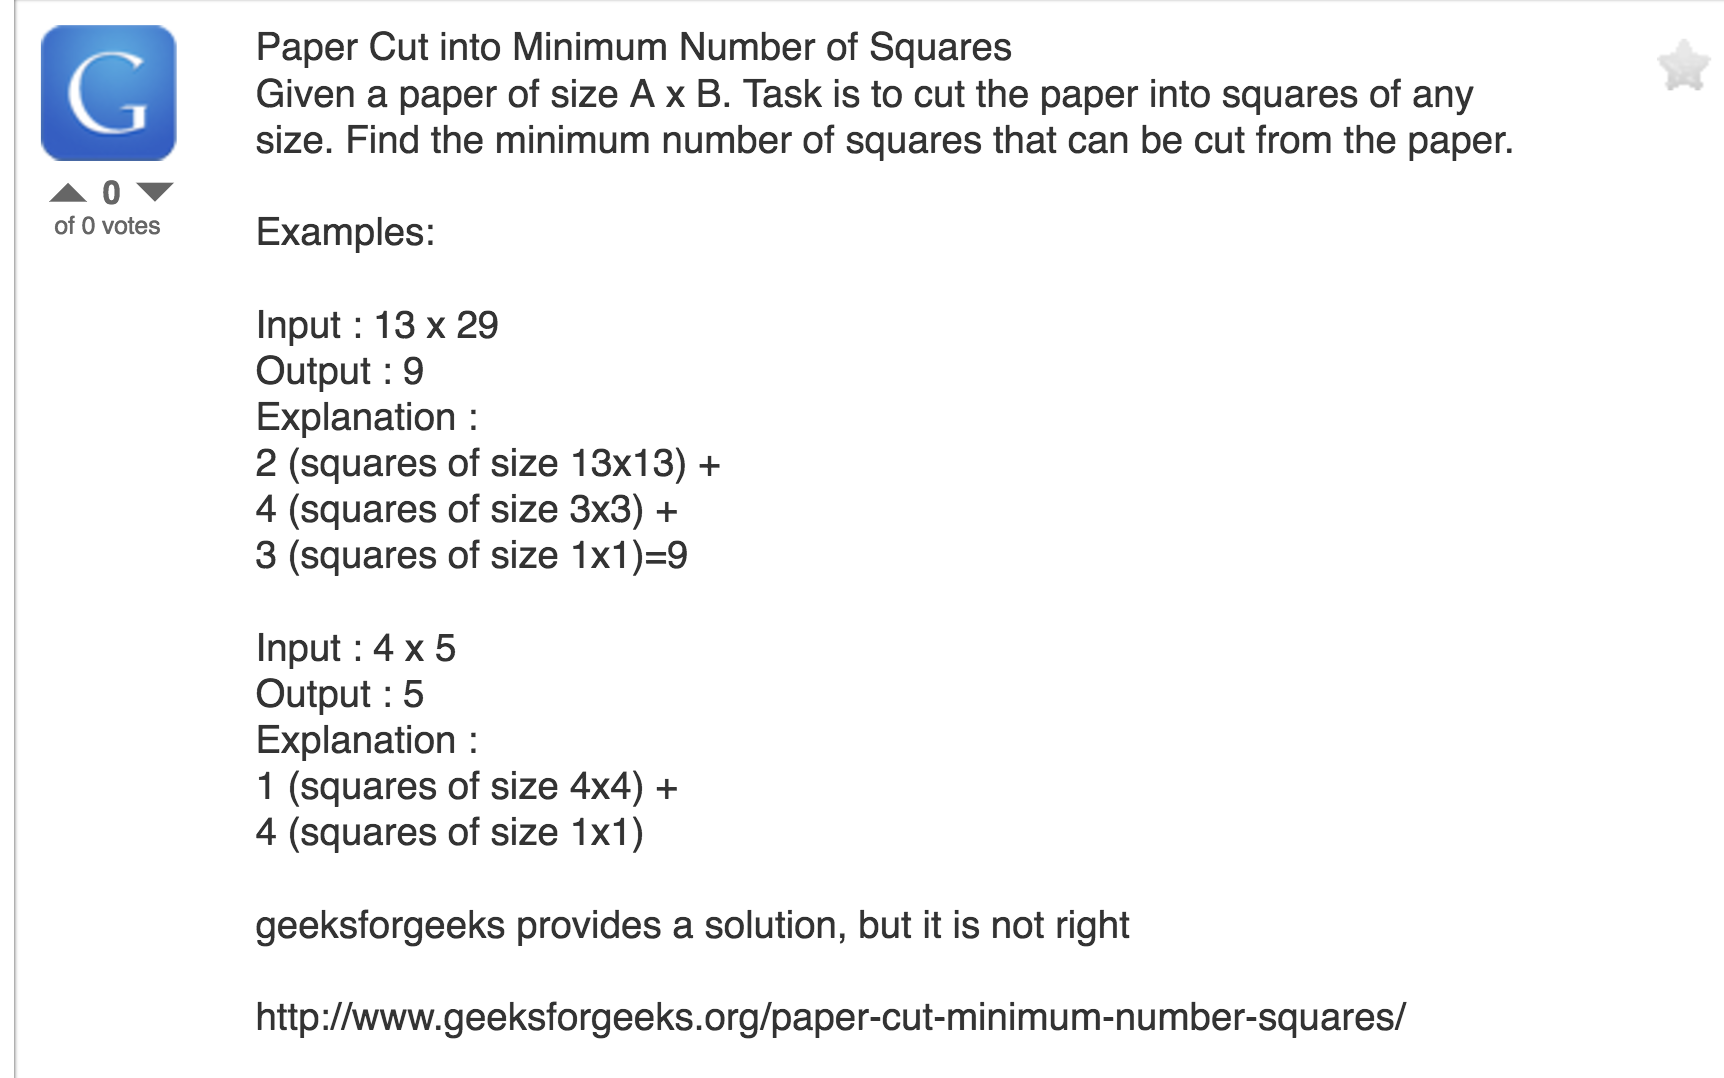 G
Paper Cut into Minimum Number of Squares
Given a paper of size A x B. Task is to cut the paper into squares of any
size. Find the minimum number of squares that can be cut from the paper.
0
of 0 votes
Examples:
Input : 13 x 29
Output : 9
Explanation :
2 (squares of size 13x13) +
4 (squares of size 3x3) +
3 (squares of size 1x1)=9
Input : 4 x 5
Output : 5
Explanation :
1 (squares of size 4x4) +
4 (squares of size 1x1)
geeksforgeeks provides a solution, but it is not right
http://www.geeksforgeeks.org/paper-cut-minimum-number-squares/